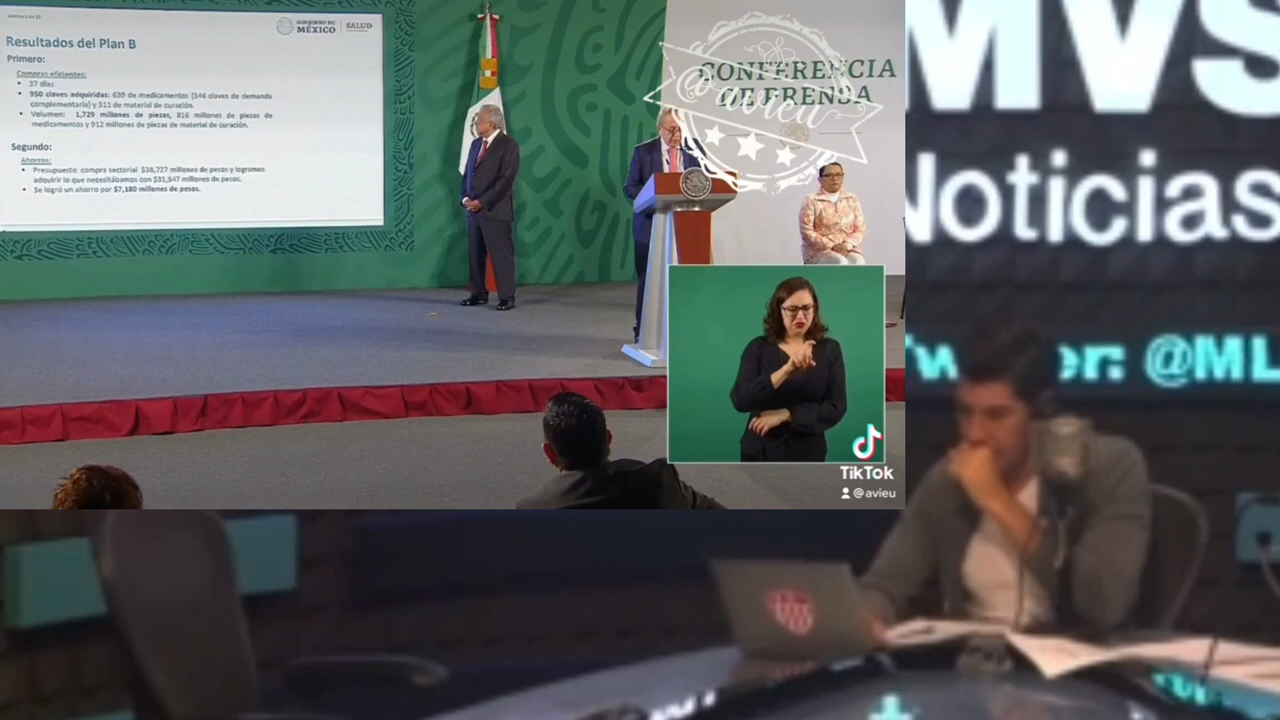 GOBIERNO DE
MÉXICO
SALUD
Resultados del Plan B
Primero:
Compras eficientes:
• 37 días
• 950 claves adquiridas: 639 de medicamentos (146 claves de demanda
complementaria) y 311 de material de curación.
• Volumen: 1,729 millones de piezas, 816 millones de piezas de
medicamentos y 912 millones de piezas de material de curación.
Segundo:
Ahorros:
• Presupuesto compra sectorial $38,727 millones de pesos y logramos
adquirir lo que necesitábamos con $31,547 millones de pesos.
• Se logró un ahorro por $7,180 millones de pesos.
CONFERENCIA
DE PRENSA
@avieu
TikTok
@avieu
MVS
Noticias
Twitter: @ML